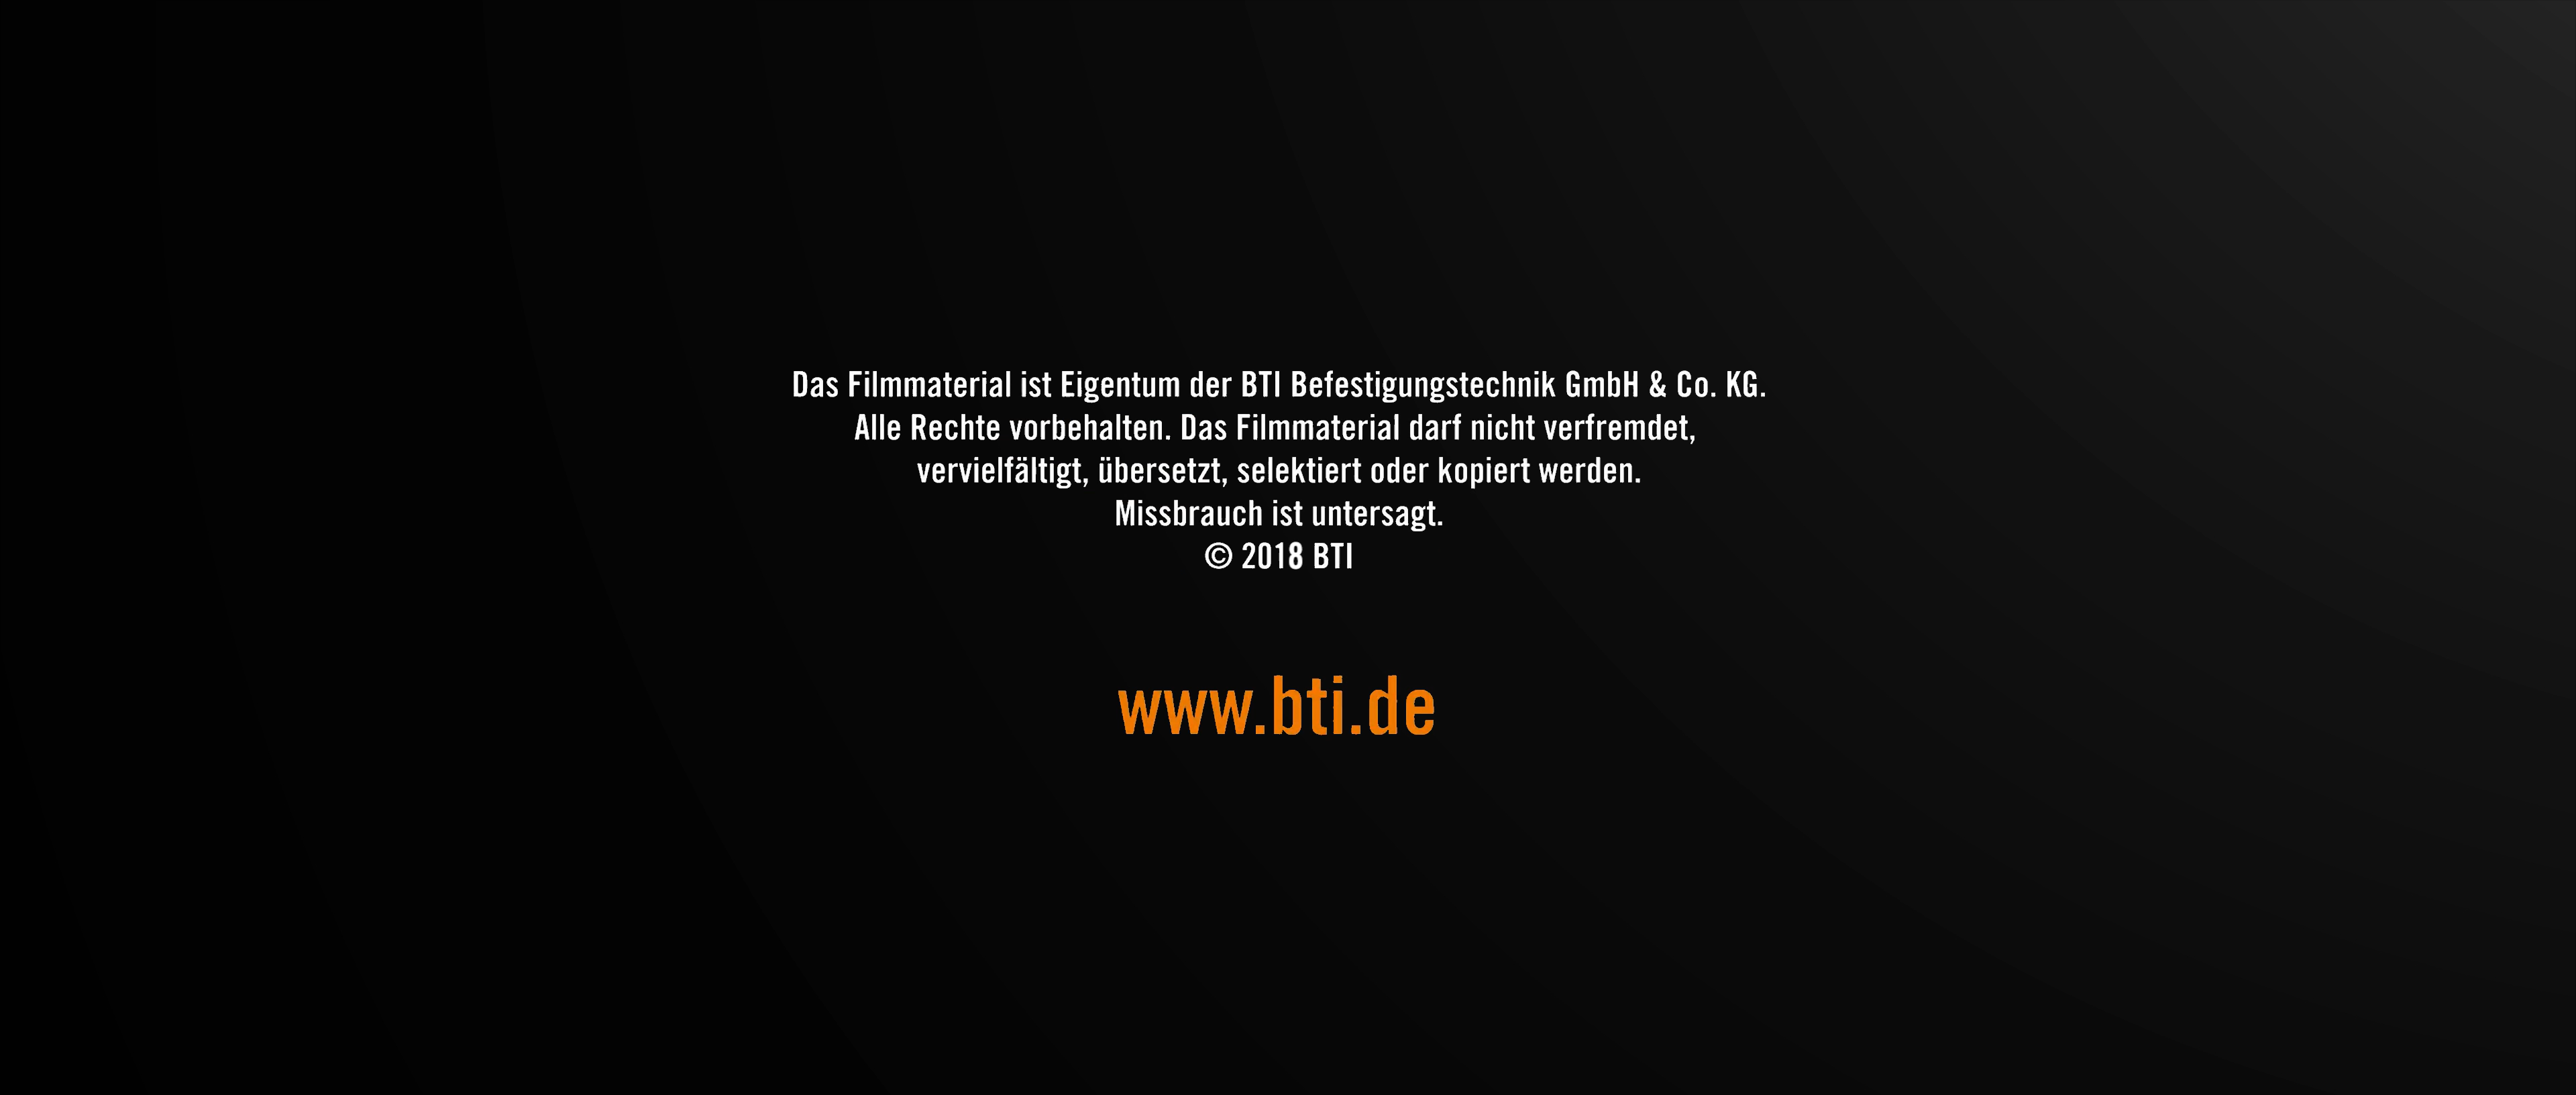 Das Filmmaterial ist Eigentum der BTI Befestigungstechnik GmbH & Co. KG.
Alle Rechte vorbehalten. Das Filmmaterial darf nicht verfremdet,
vervielfältigt, übersetzt, selektiert oder kopiert werden.
Missbrauch ist untersagt.
© 2018 BTI
www.bti.de